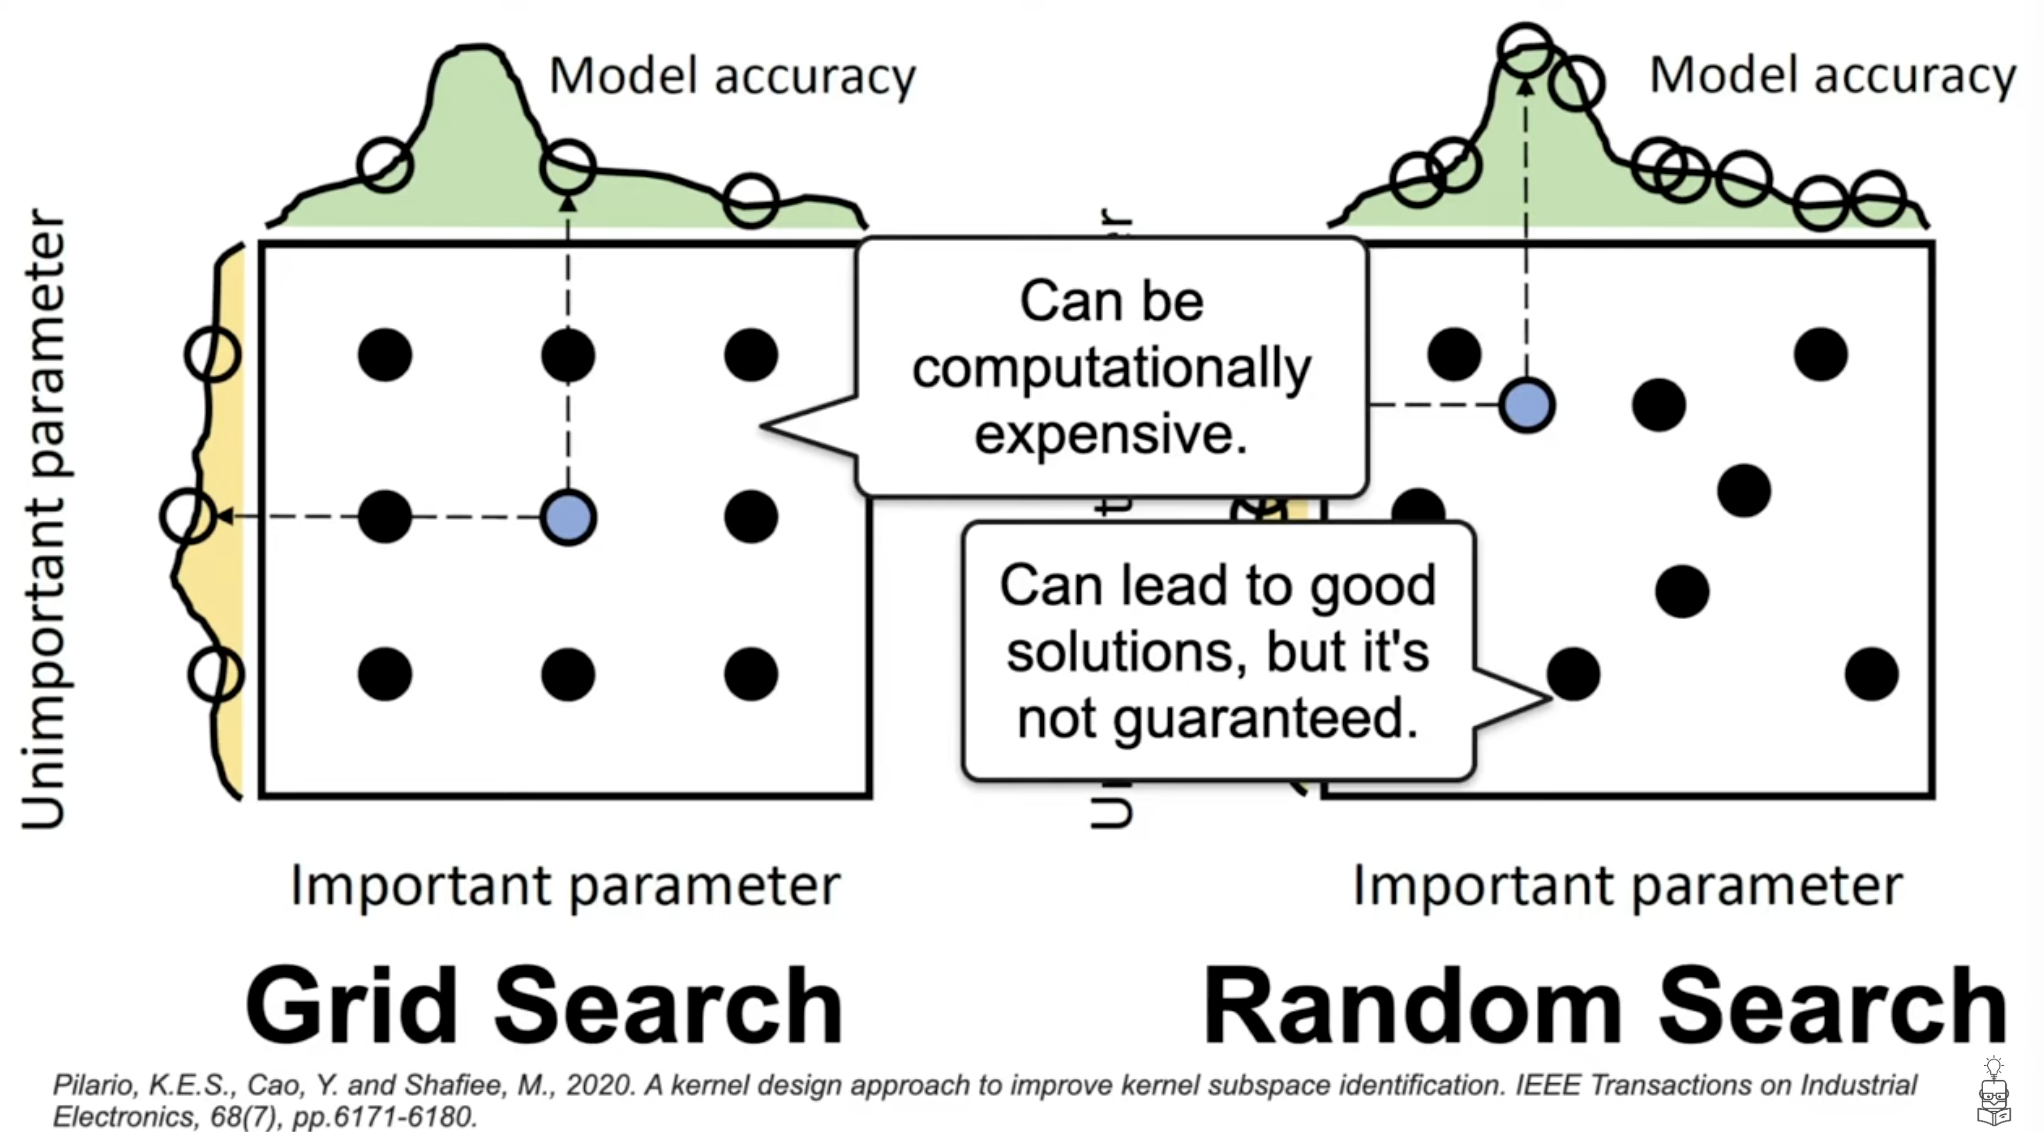 Model accuracy
Model accuracy
Unimportant parameter
Can be
computationally
expensive.
Can lead to good
solutions, but it's
not guaranteed.
Important parameter
Important parameter
Grid Search
Random Search
Pilario, K.E.S., Cao, Y. and Shafiee, M., 2020. A kernel design approach to improve kernel subspace identification. IEEE Transactions on Industrial
Electronics, 68(7), pp.6171-6180.